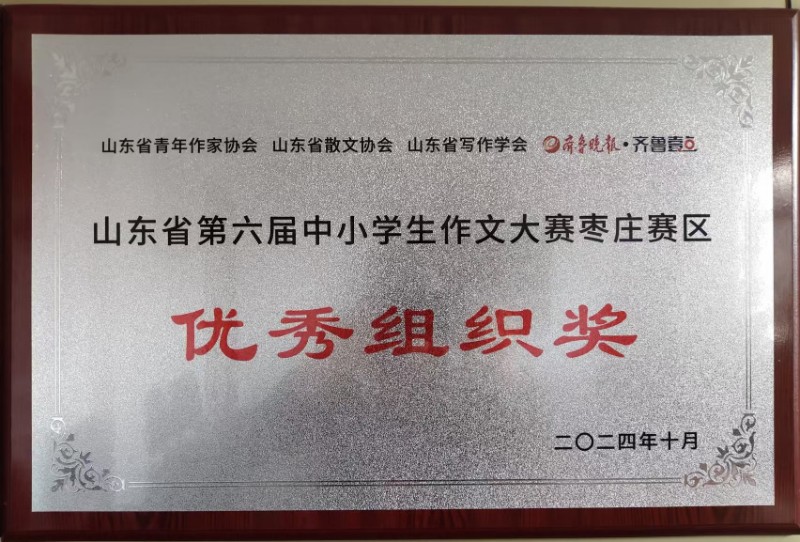 山东省青年作家协会 山东省散文协会 山东省写作学会 齐鲁晚报·齐鲁壹点
山东省第六届中小学生作文大赛枣庄赛区
优秀组织奖
二〇二四年十月